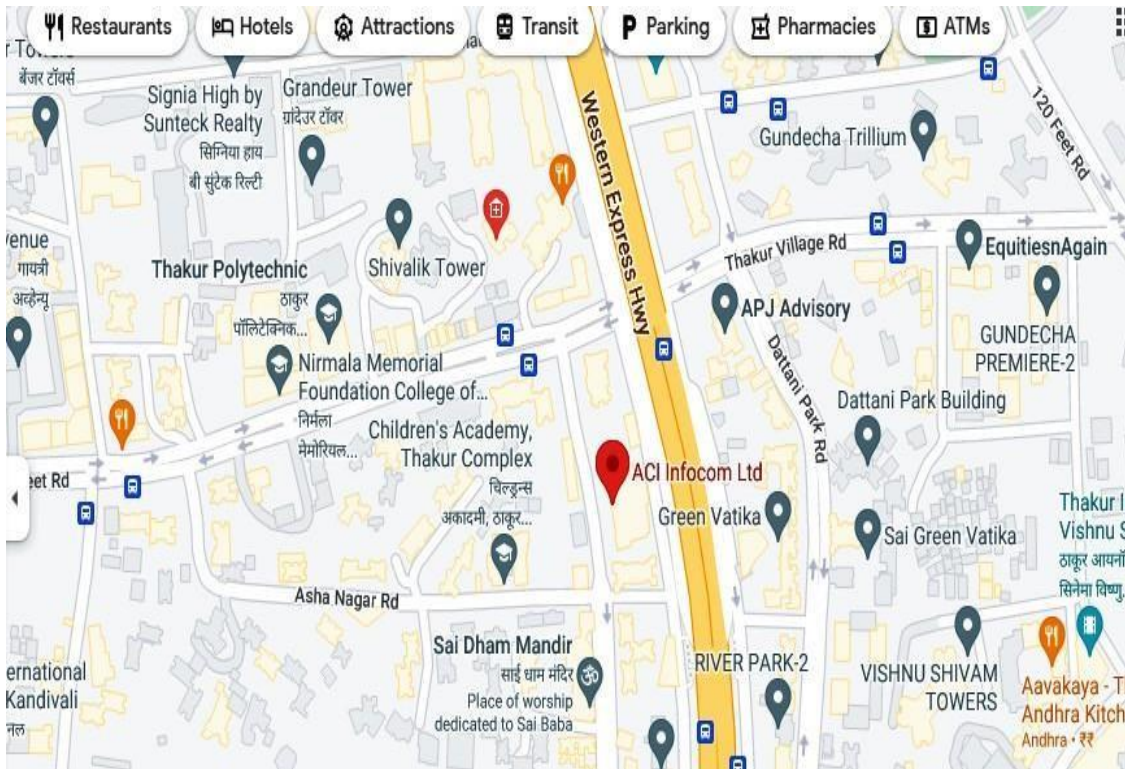 Restaurants
Hotels
Attractions
Transit
Parking
Pharmacies
ATMs
बेंजर टॉवर्स
Signia High by
Sunteck Realty
सिग्निया हाय
बी सुंटेक रिल्टी
Grandeur Tower
ग्रांदेउर टॉवर
Western Express Hwy
Gundecha Trillium
120 Feet Rd
venue
गायत्री
अव्हेन्यू
Thakur Polytechnic
ठाकुर
पॉलिटेक्निक...
Shivalik Tower
Thakur Village Rd
EquitiesnAgain
APJ Advisory
GUNDECHA
PREMIERE-2
Nirmala Memorial
Foundation College of...
निर्मला
मेमोरियल...
Dattani Park Rd
Dattani Park Building
Children's Academy,
Thakur Complex
चिल्ड्रन्स
अकादमी, ठाकूर...
eet Rd
ACI Infocom Ltd
Green Vatika
Sai Green Vatika
Thakur I
Vishnu S
ठाकूर आयनॉ
सिनेमा विष्णु.
Asha Nagar Rd
Sai Dham Mandir
साई धाम मंदिर
Place of worship
dedicated to Sai Baba
RIVER PARK-2
VISHNU SHIVAM
TOWERS
ernational
Kandivali
नल
Aavakaya - T
Andhra Kitch
Andhra · ₹₹